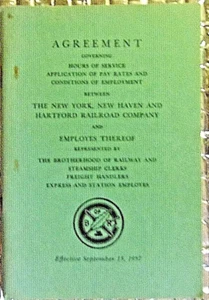 AGREEMENT
GOVERNING
HOURS OF SERVICE
APPLICATION OF PAY RATES AND
CONDITIONS OF EMPLOYMENT
BETWEEN
THE NEW YORK, NEW HAVEN AND
HARTFORD RAILROAD COMPANY
AND
EMPLOYES THEREOF
REPRESENTED BY
THE BROTHERHOOD OF RAILWAY AND
STEAMSHIP CLERKS
FREIGHT HANDLERS
EXPRESS AND STATION EMPLOYES
Effective September 15, 1957